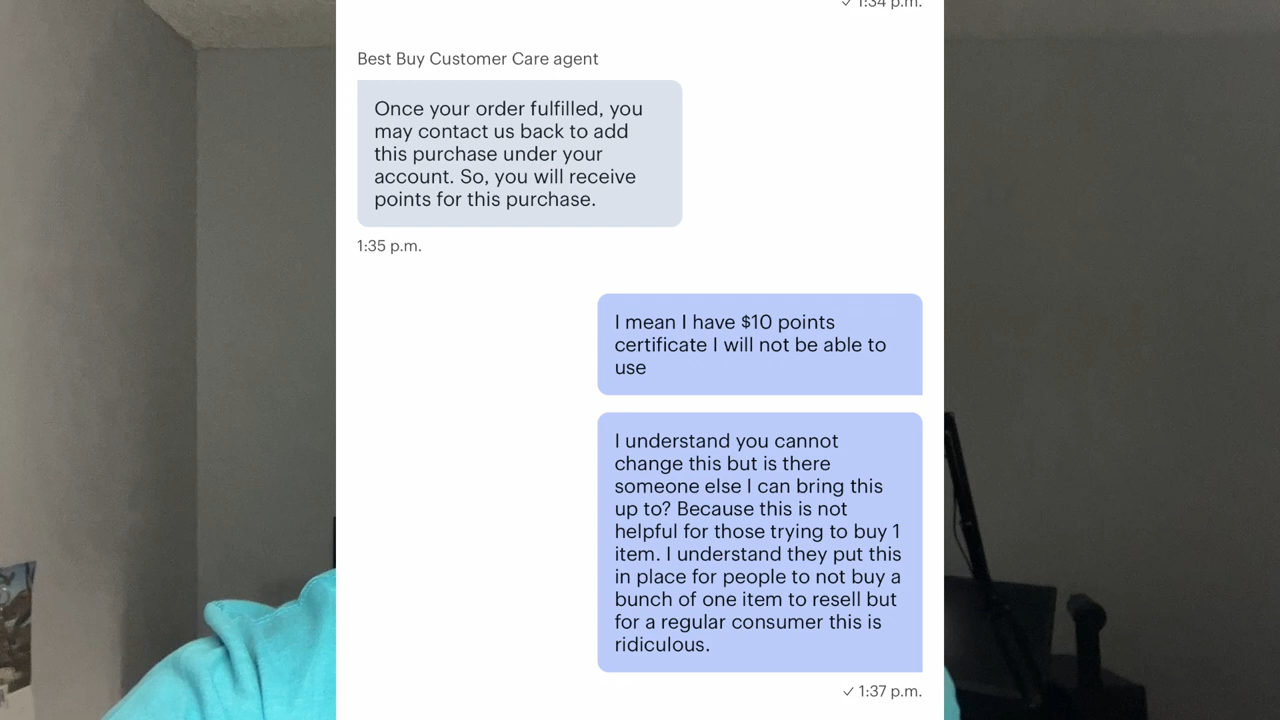 ✓ 1:34 p.m.
Best Buy Customer Care agent
Once your order fulfilled, you
may contact us back to add
this purchase under your
account. So, you will receive
points for this purchase.
1:35 p.m.
I mean I have $10 points
certificate I will not be able to
use
I understand you cannot
change this but is there
someone else I can bring this
up to? Because this is not
helpful for those trying to buy 1
item. I understand they put this
in place for people to not buy a
bunch of one item to resell but
for a regular consumer this is
ridiculous.
✓ 1:37 p.m.